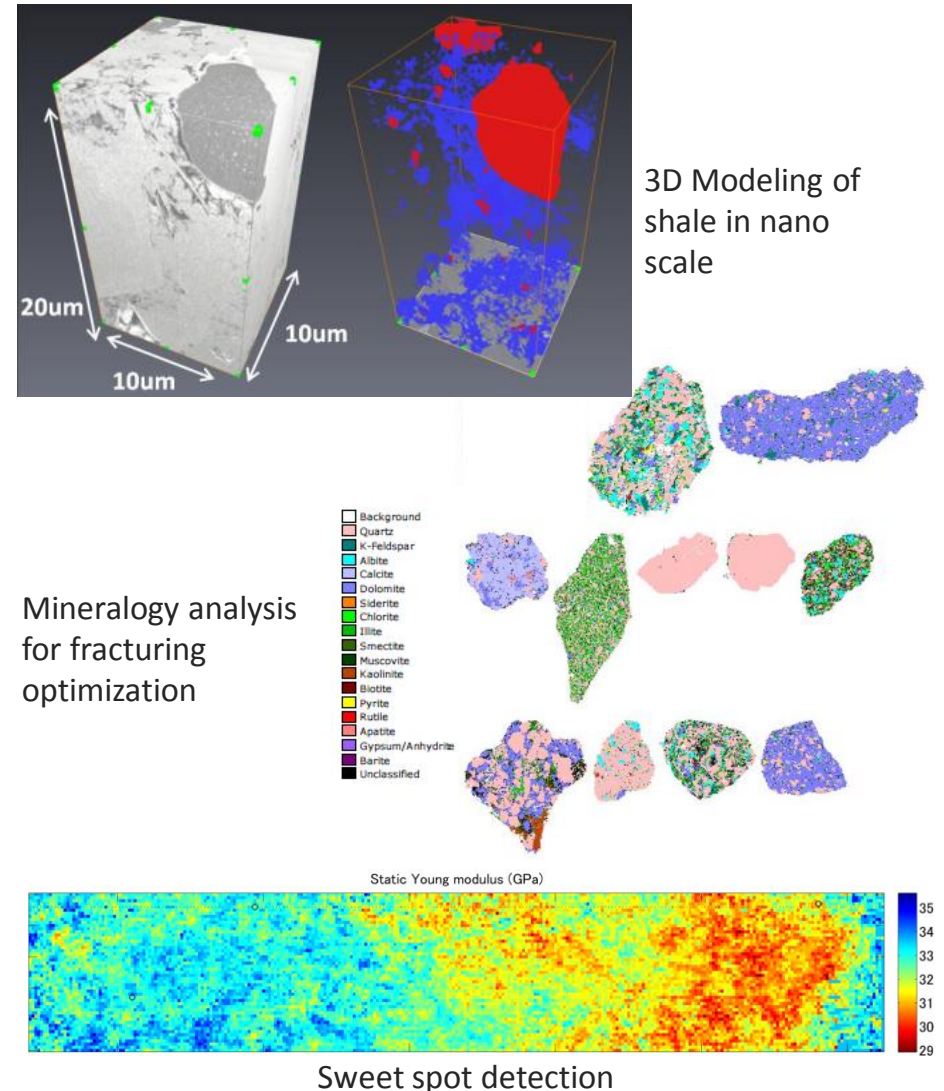 20um
10um
10um
3D Modeling of
shale in nano
scale
Mineralogy analysis
for fracturing
optimization
Background
Quartz
K-Feldspar
Albite
Calcite
Dolomite
Siderite
Chlorite
Illite
Smectite
Muscovite
Kaolinite
Biotite
Pyrite
Rutile
Apatite
Gypsum/Anhydrite
Barite
Unclassified
Static Young modulus (GPa)
35
34
33
32
31
30
29
Sweet spot detection